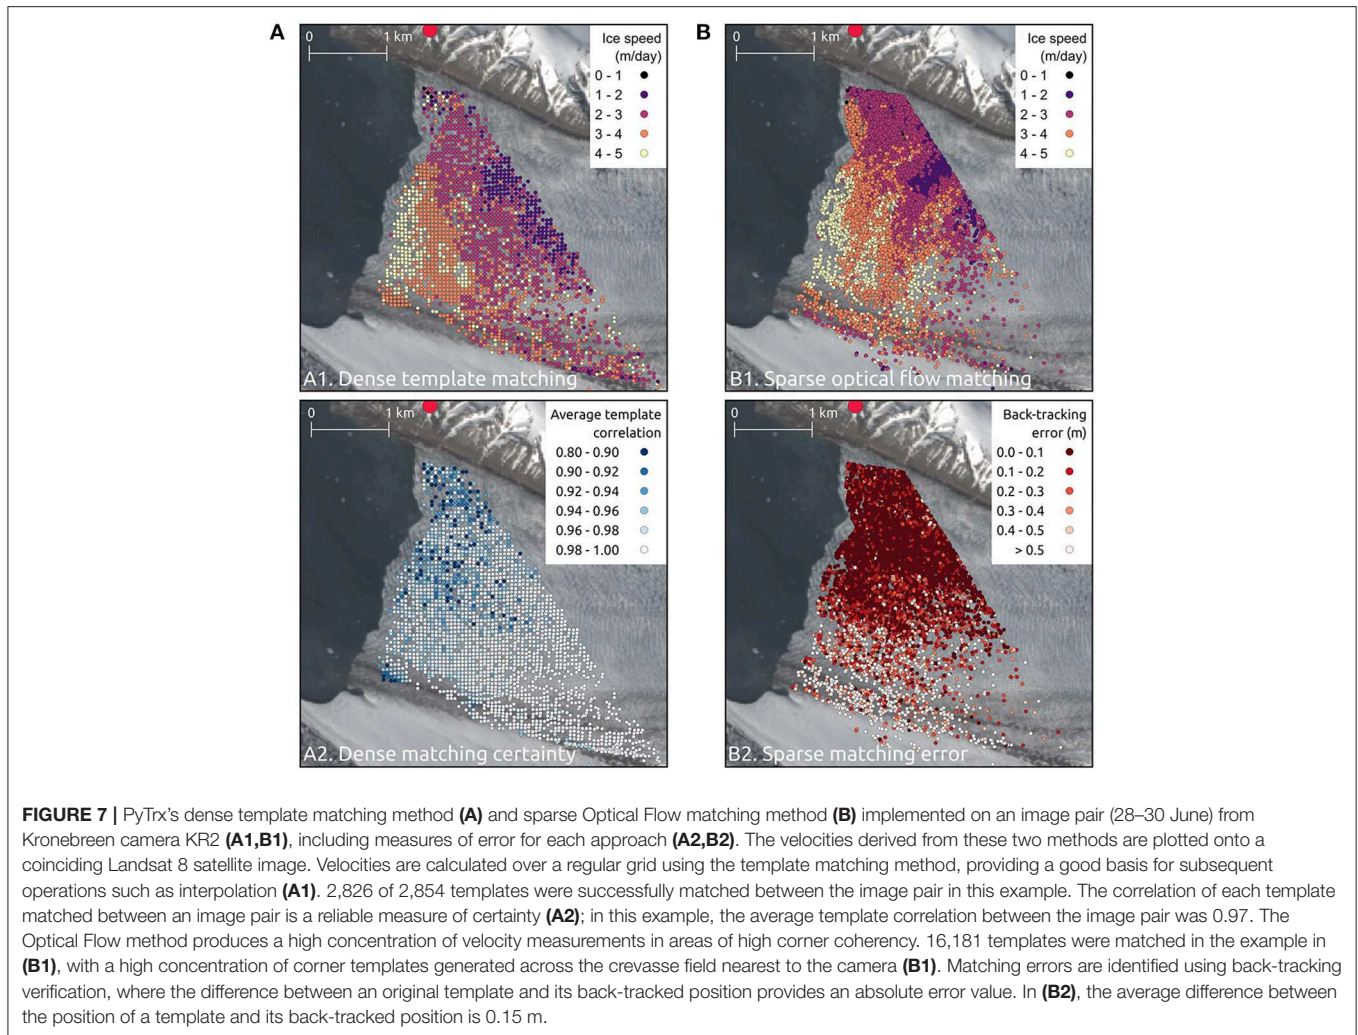 A
0 1 km
Ice speed
(m/day)
0 - 1
1 - 2
2 - 3
3 - 4
4 - 5
A1. Dense template matching
B
0 1 km
Ice speed
(m/day)
0 - 1
1 - 2
2 - 3
3 - 4
4 - 5
B1. Sparse optical flow matching
0 1 km
Average template
correlation
0.80 - 0.90
0.90 - 0.92
0.92 - 0.94
0.94 - 0.96
0.96 - 0.98
0.98 - 1.00
A2. Dense matching certainty
0 1 km
Back-tracking
error (m)
0.0 - 0.1
0.1 - 0.2
0.2 - 0.3
0.3 - 0.4
0.4 - 0.5
> 0.5
B2. Sparse matching error
FIGURE 7 | PyTrx's dense template matching method (A) and sparse Optical Flow matching method (B) implemented on an image pair (28–30 June) from
Kronebreen camera KR2 (A1,B1), including measures of error for each approach (A2,B2). The velocities derived from these two methods are plotted onto a
coinciding Landsat 8 satellite image. Velocities are calculated over a regular grid using the template matching method, providing a good basis for subsequent
operations such as interpolation (A1). 2,826 of 2,854 templates were successfully matched between the image pair in this example. The correlation of each template
matched between an image pair is a reliable measure of certainty (A2); in this example, the average template correlation between the image pair was 0.97. The
Optical Flow method produces a high concentration of velocity measurements in areas of high corner coherency. 16,181 templates were matched in the example in
(B1), with a high concentration of corner templates generated across the crevasse field nearest to the camera (B1). Matching errors are identified using back-tracking
verification, where the difference between an original template and its back-tracked position provides an absolute error value. In (B2), the average difference between
the position of a template and its back-tracked position is 0.15 m.